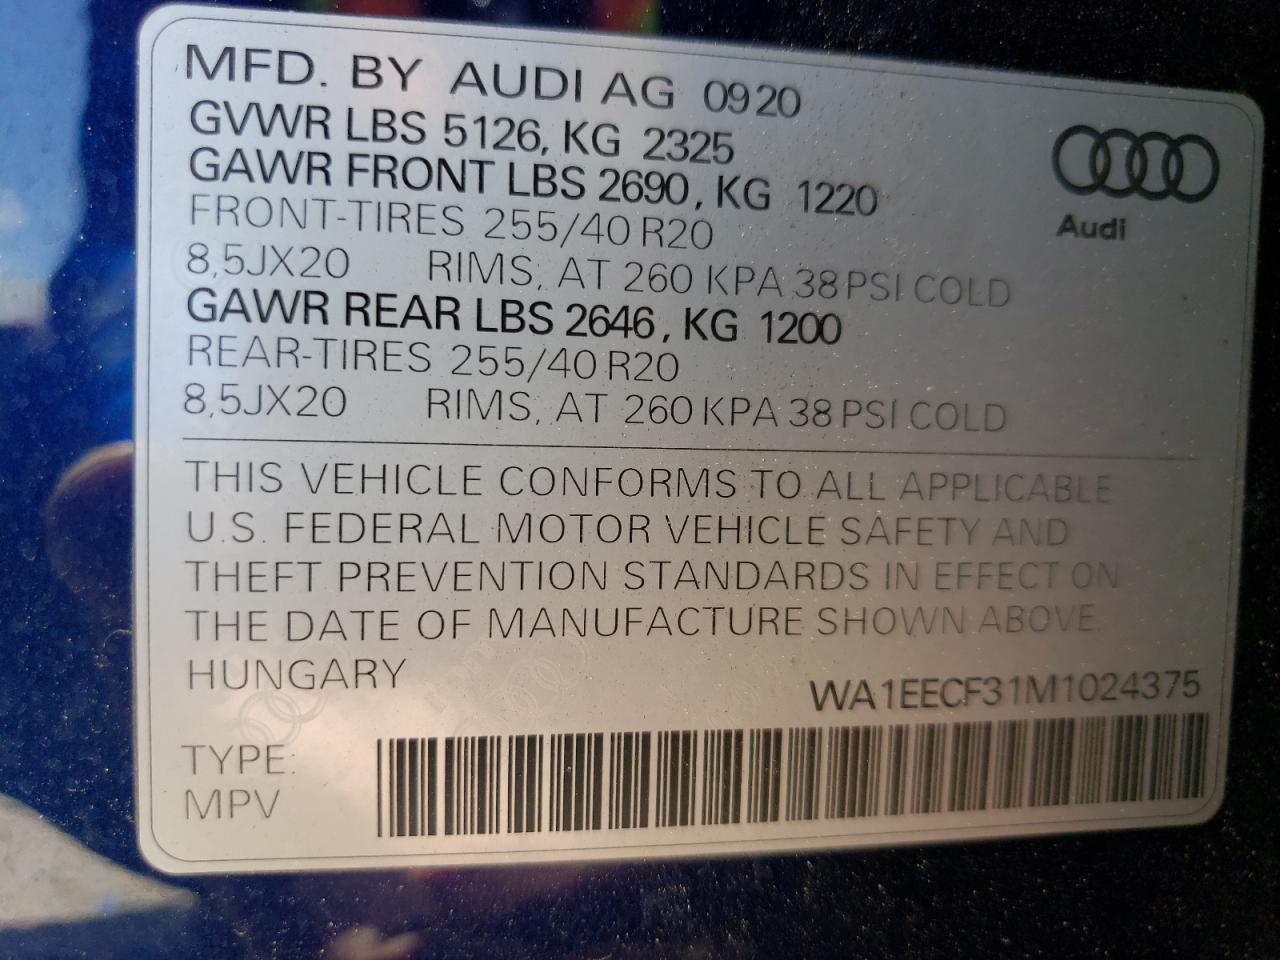 MFD. BY AUDI AG 0920
GVWR LBS 5126, KG 2325
GAWR FRONT LBS 2690, KG 1220
FRONT-TIRES 255/40 R20
8,5JX20 RIMS, AT 260 KPA 38 PSI COLD
GAWR REAR LBS 2646, KG 1200
REAR-TIRES 255/40 R20
8,5JX20 RIMS, AT 260 KPA 38 PSI COLD
Audi
THIS VEHICLE CONFORMS TO ALL APPLICABLE
U.S. FEDERAL MOTOR VEHICLE SAFETY AND
THEFT PREVENTION STANDARDS IN EFFECT ON
THE DATE OF MANUFACTURE SHOWN ABOVE.
HUNGARY
WA1EECF31M1024375
TYPE:
MPV